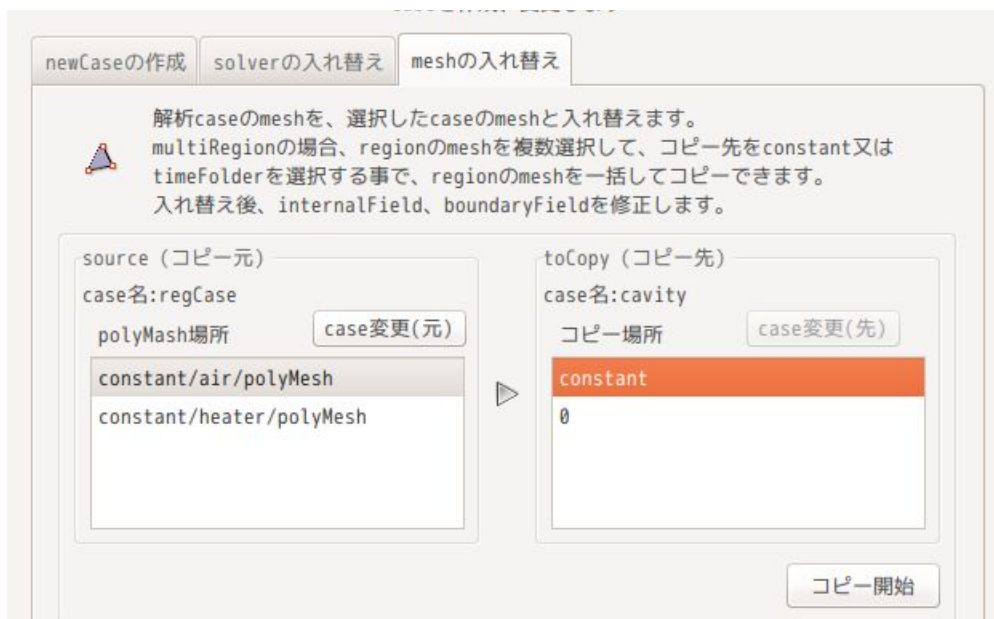 newCaseの作成 solverの入れ替え meshの入れ替え
解析caseのmeshを、選択したcaseのmeshと入れ替えます。
multiRegionの場合、regionのmeshを複数選択して、コピー先をconstant又は
timeFolderを選択する事で、regionのmeshを一括してコピーできます。
入れ替え後、internalField、boundaryFieldを修正します。
source (コピー元)
case名:regCase
polyMash場所 case変更(元)
constant/air/polyMesh
constant/heater/polyMesh
toCopy (コピー先)
case名:cavity
コピー場所 case変更(先)
constant
0
コピー開始